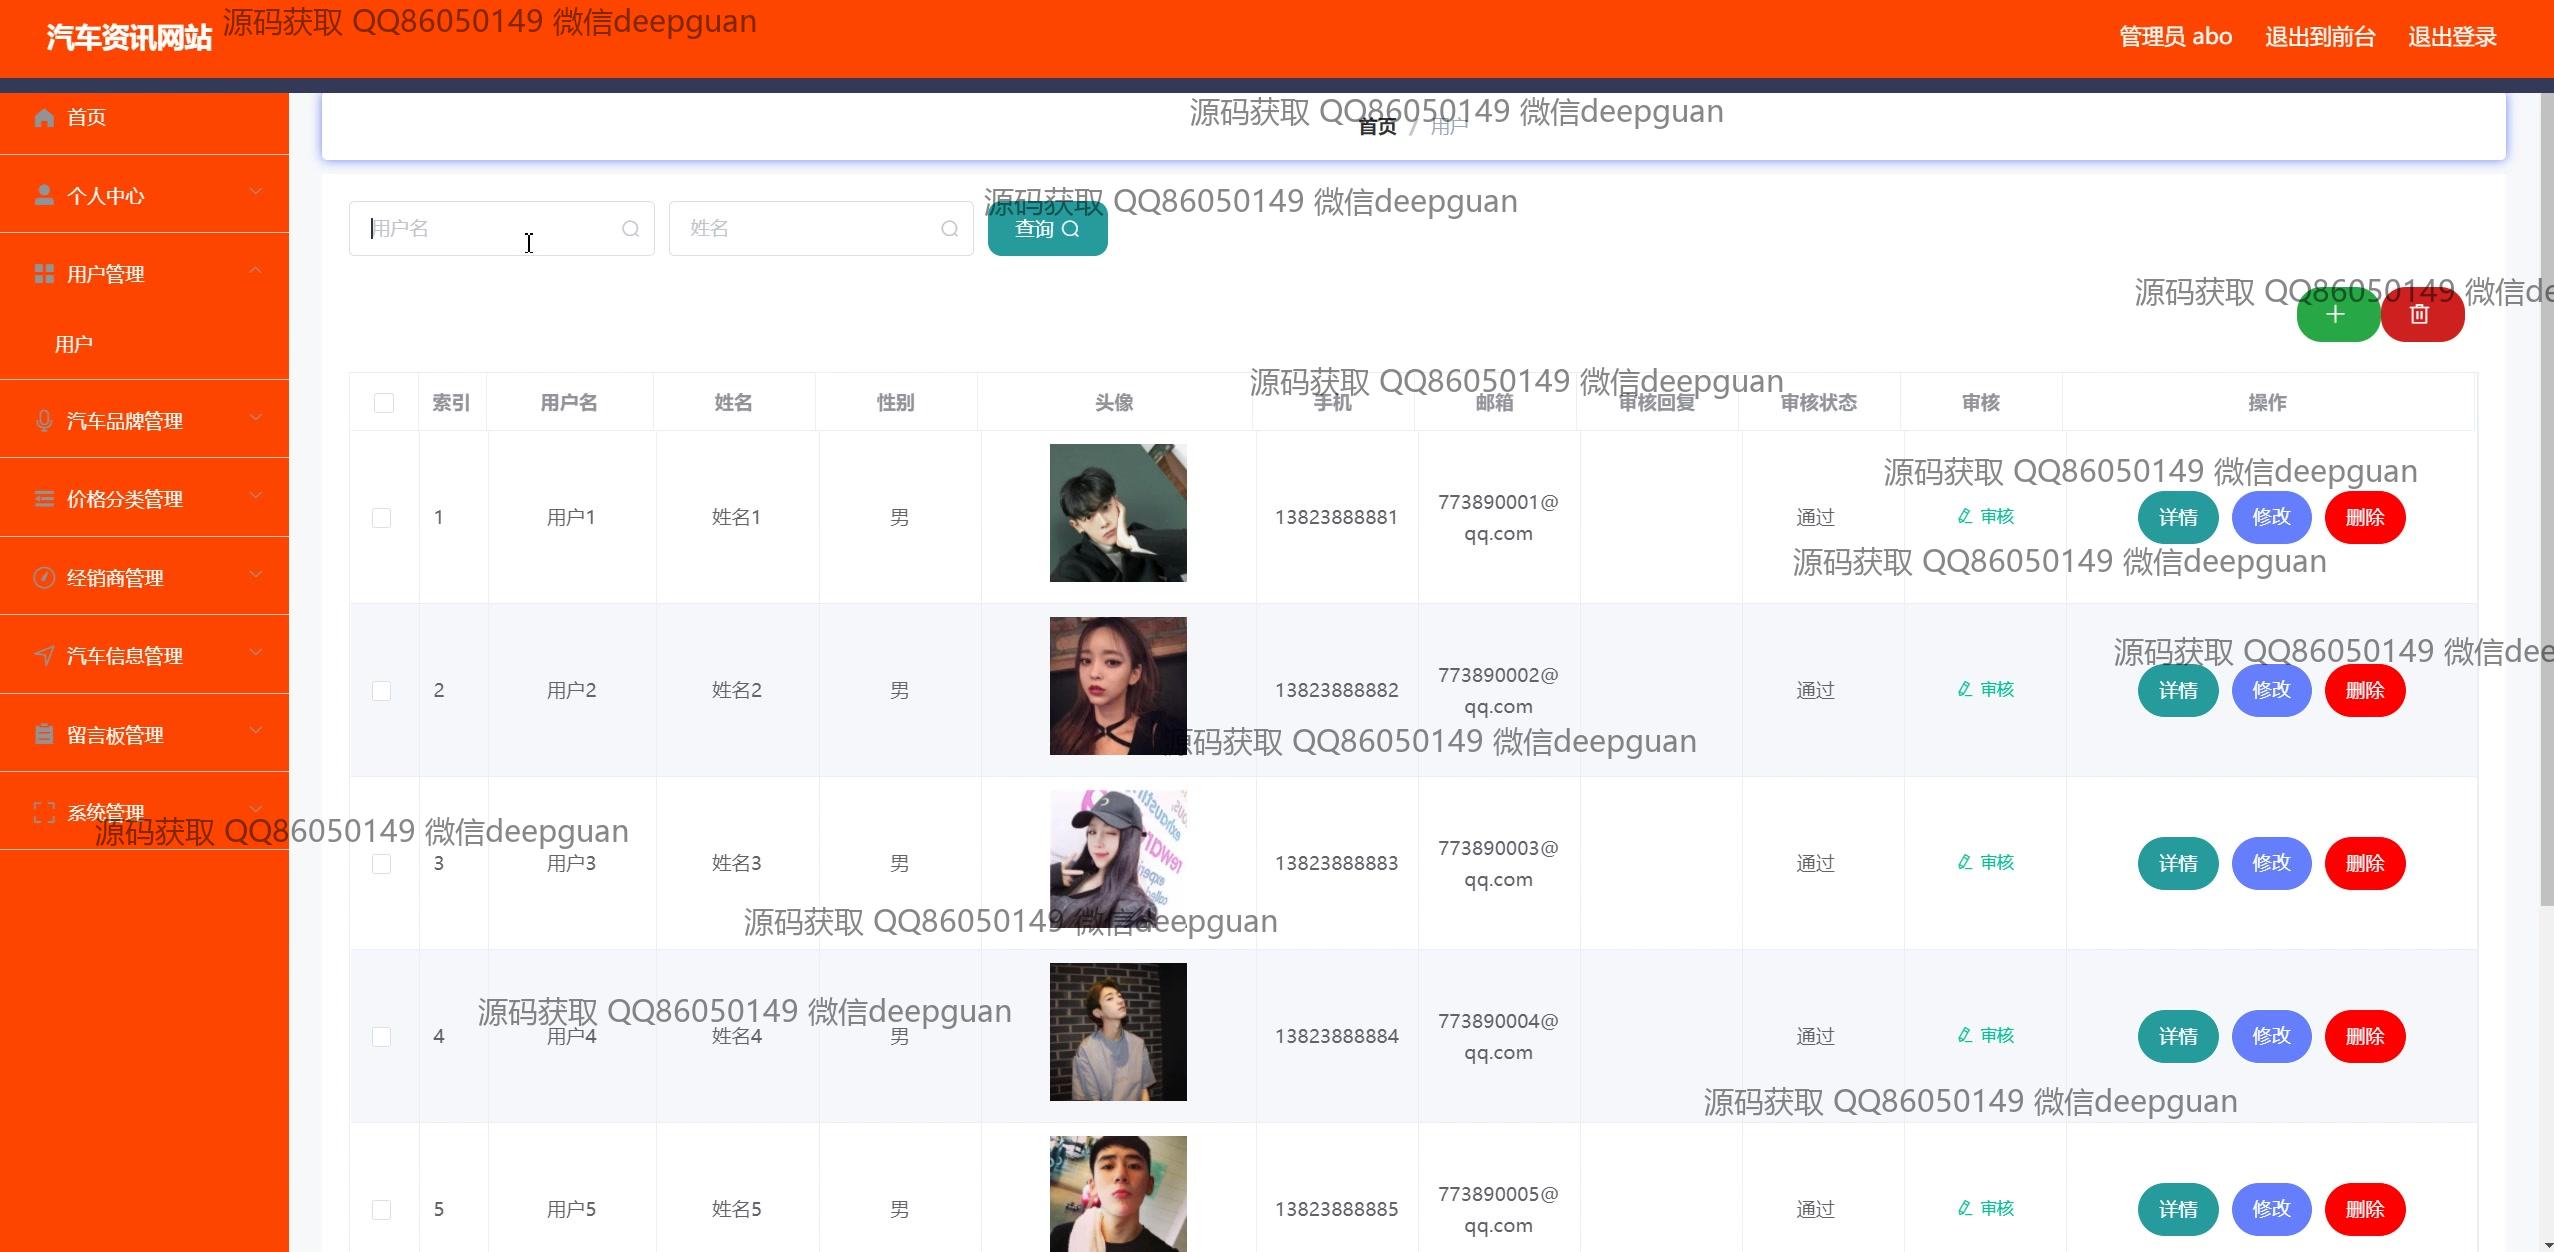 汽车资讯网站 源码获取 QQ86050149 微信deepguan 管理员 abo 退出到前台 退出登录
首页
源码获取 QQ86050149 微信deepguan
首页 / 用户
个人中心
源码获取 QQ86050149 微信deepguan
用户名 姓名 查询
用户管理
源码获取 QQ86050149 微信de
用户
源码获取 QQ86050149 微信deepguan
索引 用户名 姓名 性别 头像 手机 邮箱 审核回复 审核状态 审核 操作
汽车品牌管理
源码获取 QQ86050149 微信deepguan
价格分类管理
1 用户1 姓名1 男 13823888881 773890001@
qq.com 通过 审核 详情 修改 删除
源码获取 QQ86050149 微信deepguan
经销商管理
汽车信息管理
源码获取 QQ86050149 微信dee
2 用户2 姓名2 男 13823888882 773890002@
qq.com 通过 审核 详情 修改 删除
留言板管理
源码获取 QQ86050149 微信deepguan
系统管理
源码获取 QQ86050149 微信deepguan
3 用户3 姓名3 男 13823888883 773890003@
qq.com 通过 审核 详情 修改 删除
源码获取 QQ86050149 微信deepguan
源码获取 QQ86050149 微信deepguan
4 用户4 姓名4 男 13823888884 773890004@
qq.com 通过 审核 详情 修改 删除
源码获取 QQ86050149 微信deepguan
5 用户5 姓名5 男 13823888885 773890005@
qq.com 通过 审核 详情 修改 删除